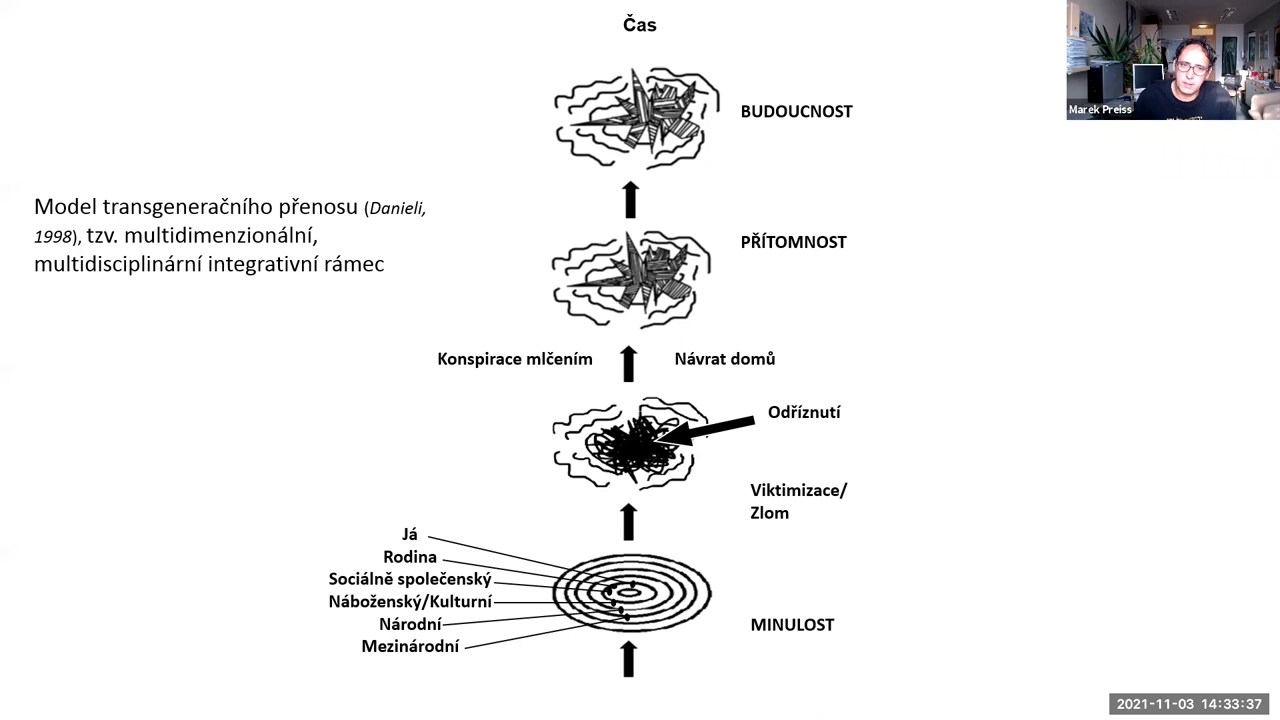 Čas
Marek Preiss
BUDOUCNOST
Model transgeneračního přenosu (Danieli,
1998), tzv. multidimenzionální,
multidisciplinární integrativní rámec
PŘÍTOMNOST
Konspirace mlčením
Návrat domů
Odříznutí
Viktimizace/
Zlom
Já
Rodina
Sociálně společenský
Náboženský/Kulturní
Národní
Mezinárodní
MINULOST
2021-11-03 14:33:37